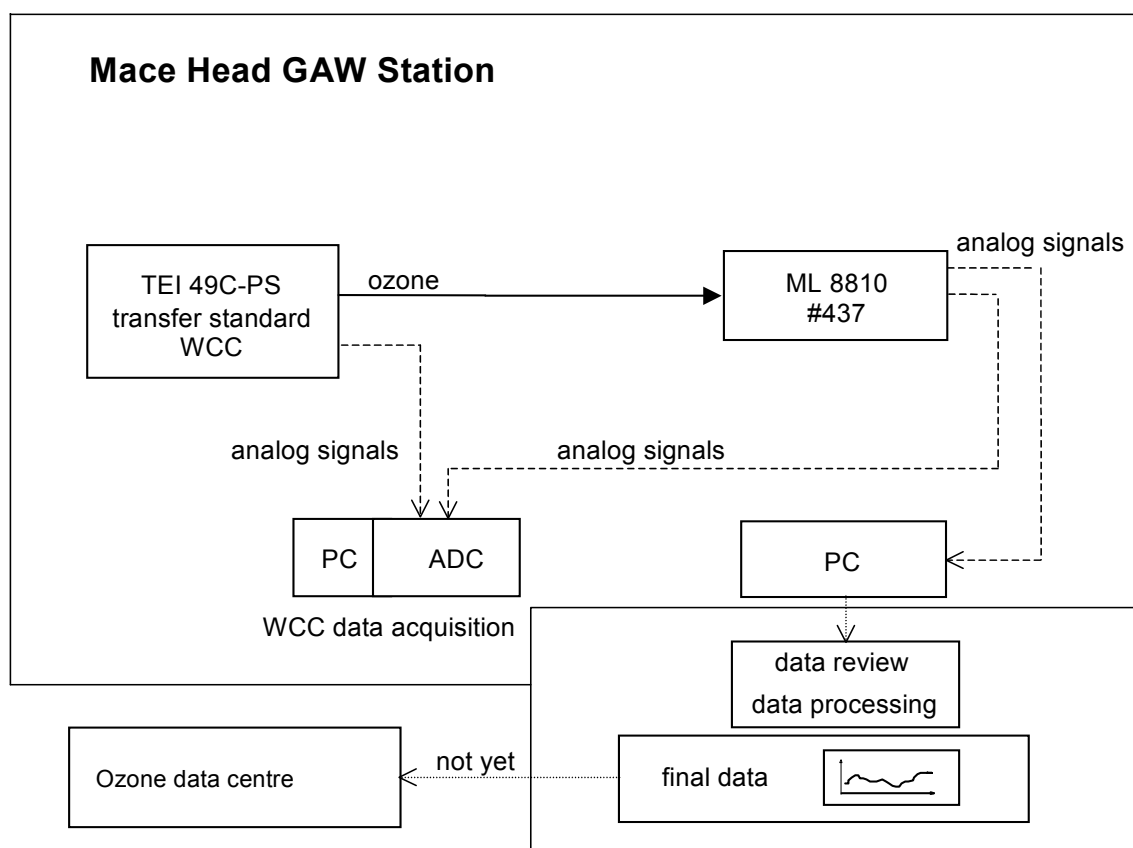 Mace Head GAW Station
analog signals
TEI 49C-PS
transfer standard
WCC
ozone
ML 8810
#437
analog signals
analog signals
PC
ADC
PC
WCC data acquisition
data review
data processing
Ozone data centre
not yet
final data